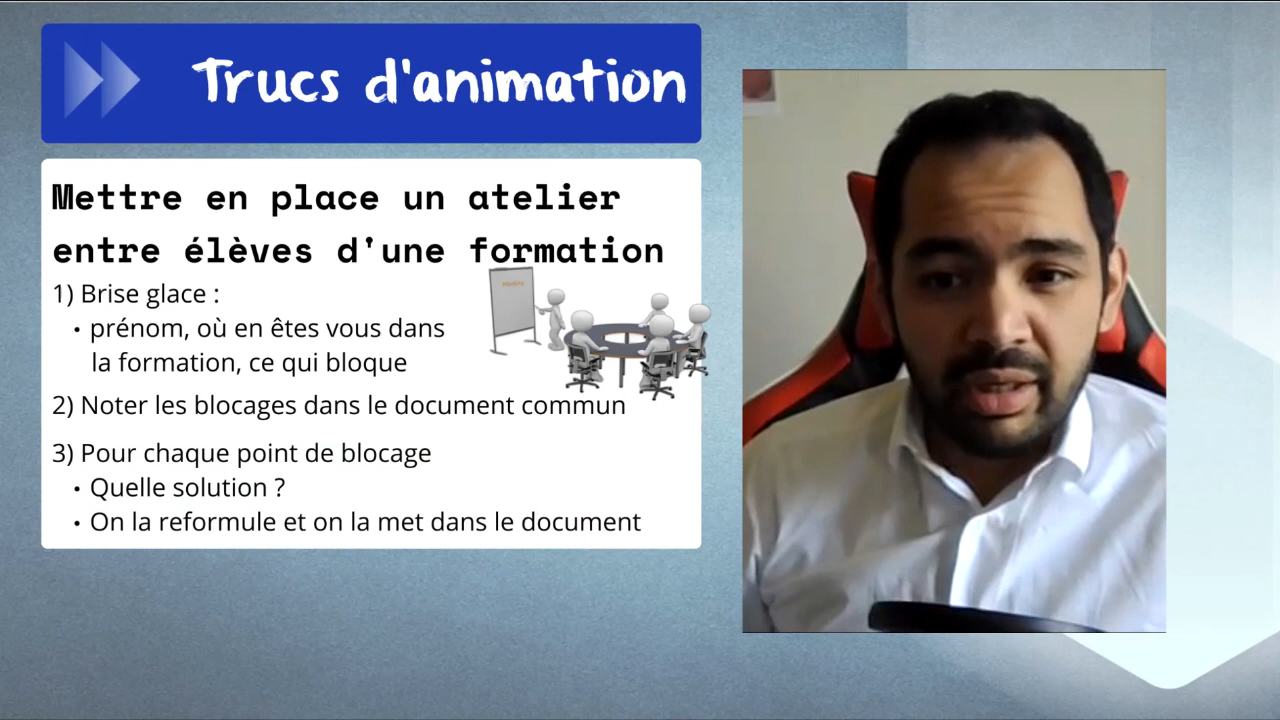 Trucs d'animation
Mettre en place un atelier
entre élèves d'une formation
1) Brise glace :
• prénom, où en êtes vous dans
la formation, ce qui bloque
2) Noter les blocages dans le document commun
3) Pour chaque point de blocage
• Quelle solution ?
• On la reformule et on la met dans le document